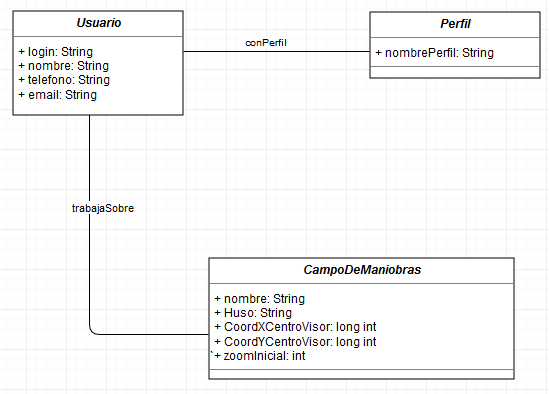 Usuario
+ login: String
+ nombre: String
+ telefono: String
+ email: String
conPerfil
Perfil
+ nombrePerfil: String
trabajaSobre
CampoDeManiobras
+ nombre: String
+ Huso: String
+ CoordXCentroVisor: long int
+ CoordYCentroVisor: long int
`+ zoomInicial: int